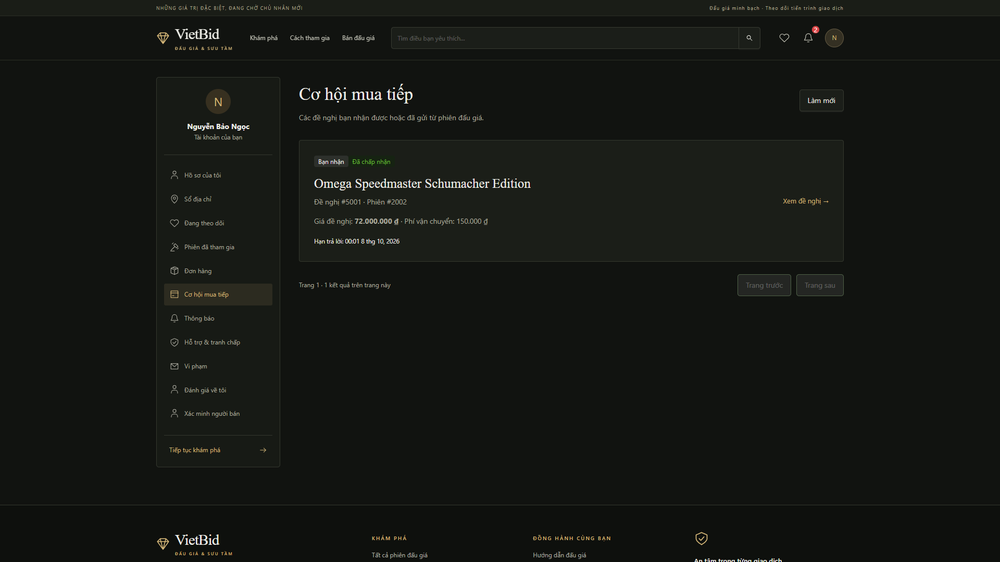 NHỮNG GIÁ TRỊ ĐẶC BIỆT, ĐANG CHỜ CHỦ NHÂN MỚI
Đấu giá minh bạch · Theo dõi tiến trình giao dịch
VietBid
ĐẤU GIÁ & SƯU TẦM
Khám phá
Cách tham gia
Bán đấu giá
Tìm điều bạn yêu thích...
2
N
N
Nguyễn Bảo Ngọc
Tài khoản của bạn
Hồ sơ của tôi
Sổ địa chỉ
Đang theo dõi
Phiên đã tham gia
Đơn hàng
Cơ hội mua tiếp
Thông báo
Hỗ trợ & tranh chấp
Vi phạm
Đánh giá về tôi
Xác minh người bán
Tiếp tục khám phá
Cơ hội mua tiếp
Các đề nghị bạn nhận được hoặc đã gửi từ phiên đấu giá.
Làm mới
Bạn nhận
Đã chấp nhận
Omega Speedmaster Schumacher Edition
Đề nghị #5001 · Phiên #2002
Giá đề nghị: 72.000.000 ₫ · Phí vận chuyển: 150.000 ₫
Hạn trả lời: 00:01 8 thg 10, 2026
Xem đề nghị →
Trang 1 · 1 kết quả trên trang này
Trang trước
Trang sau
VietBid
ĐẤU GIÁ & SƯU TẦM
KHÁM PHÁ
Tất cả phiên đấu giá
ĐỒNG HÀNH CÙNG BẠN
Hướng dẫn đấu giá
An tâm trong từng giao dịch